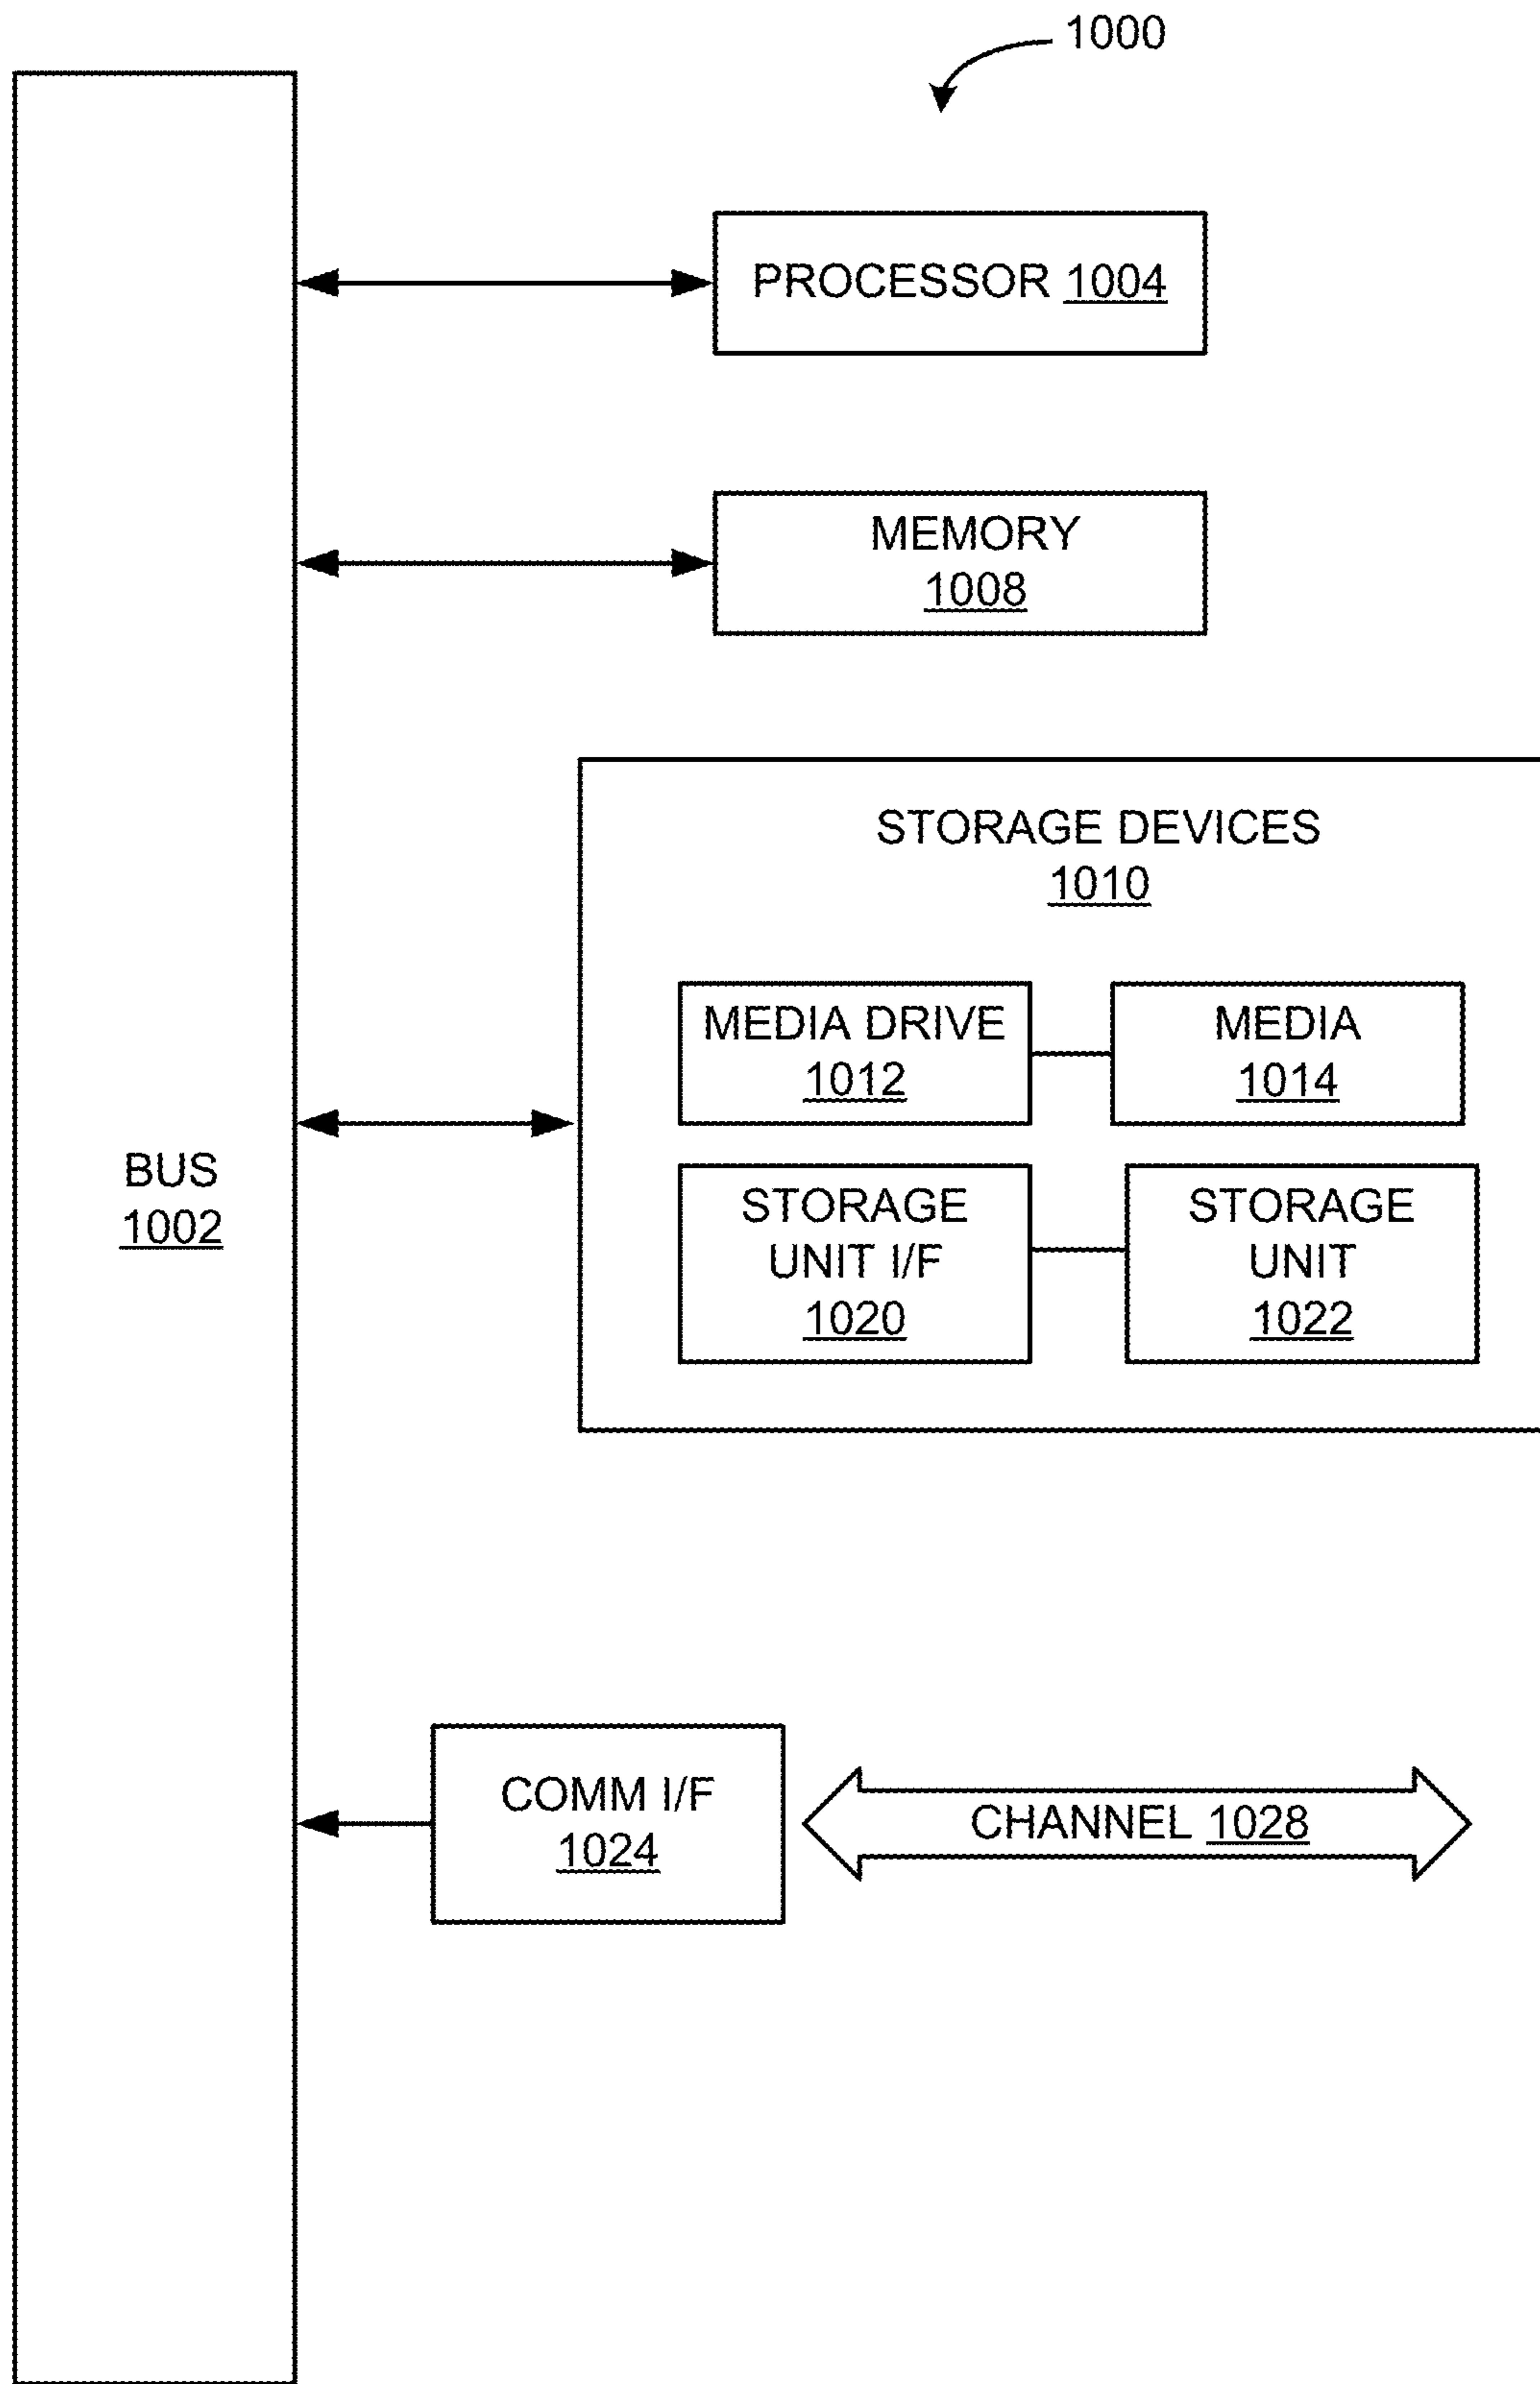 1000
PROCESSOR 1004
MEMORY
1008
STORAGE DEVICES
1010
MEDIA DRIVE
1012
MEDIA
1014
BUS
1002
STORAGE
UNIT I/F
1020
STORAGE
UNIT
1022
COMM I/F
1024
CHANNEL 1028